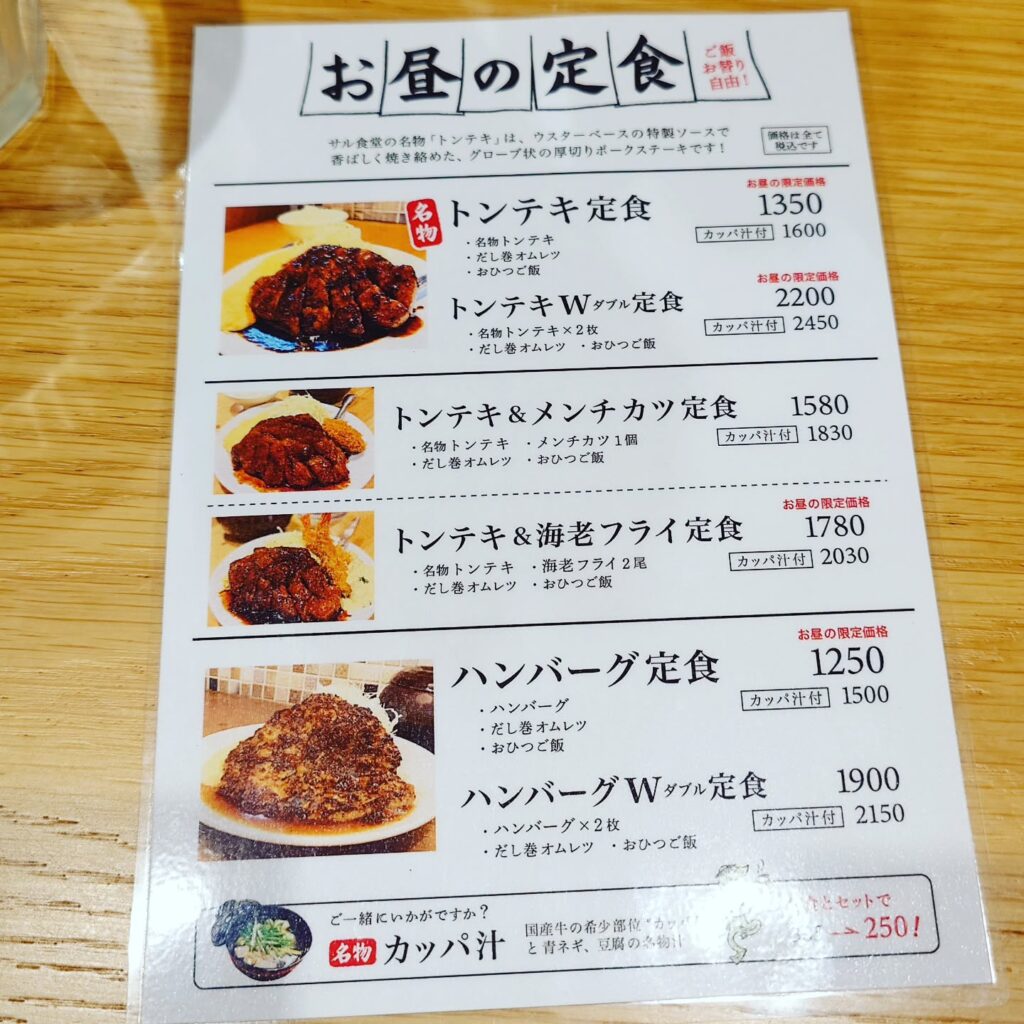 お昼の定食
ご飯
お替り
自由!
サル食堂の名物「トンテキ」は、ウスターベースの特製ソースで
香ばしく焼き絡めた、グローブ状の厚切りポークステーキです!
価格は全て
税込です
名物
トンテキ定食
お昼の限定価格
1350
カッパ汁付 1600
・名物トンテキ
・だし巻オムレツ
・おひつご飯
トンテキWダブル定食
お昼の限定価格
2200
カッパ汁付 2450
・名物トンテキ×2枚
・だし巻オムレツ ・おひつご飯
トンテキ&メンチカツ定食 1580
カッパ汁付 1830
・名物トンテキ ・メンチカツ1個
・だし巻オムレツ ・おひつご飯
お昼の限定価格
トンテキ&海老フライ定食 1780
カッパ汁付 2030
・名物トンテキ ・海老フライ2尾
・だし巻オムレツ ・おひつご飯
お昼の限定価格
ハンバーグ定食 1250
カッパ汁付 1500
・ハンバーグ
・だし巻オムレツ
・おひつご飯
ハンバーグWダブル定食 1900
カッパ汁付 2150
・ハンバーグ×2枚
・だし巻オムレツ ・おひつご飯
ご一緒にいかがですか?
名物 カッパ汁
国産牛の希少部位"カッ
と青ネギ、豆腐の名物汁
食とセットで
→250!